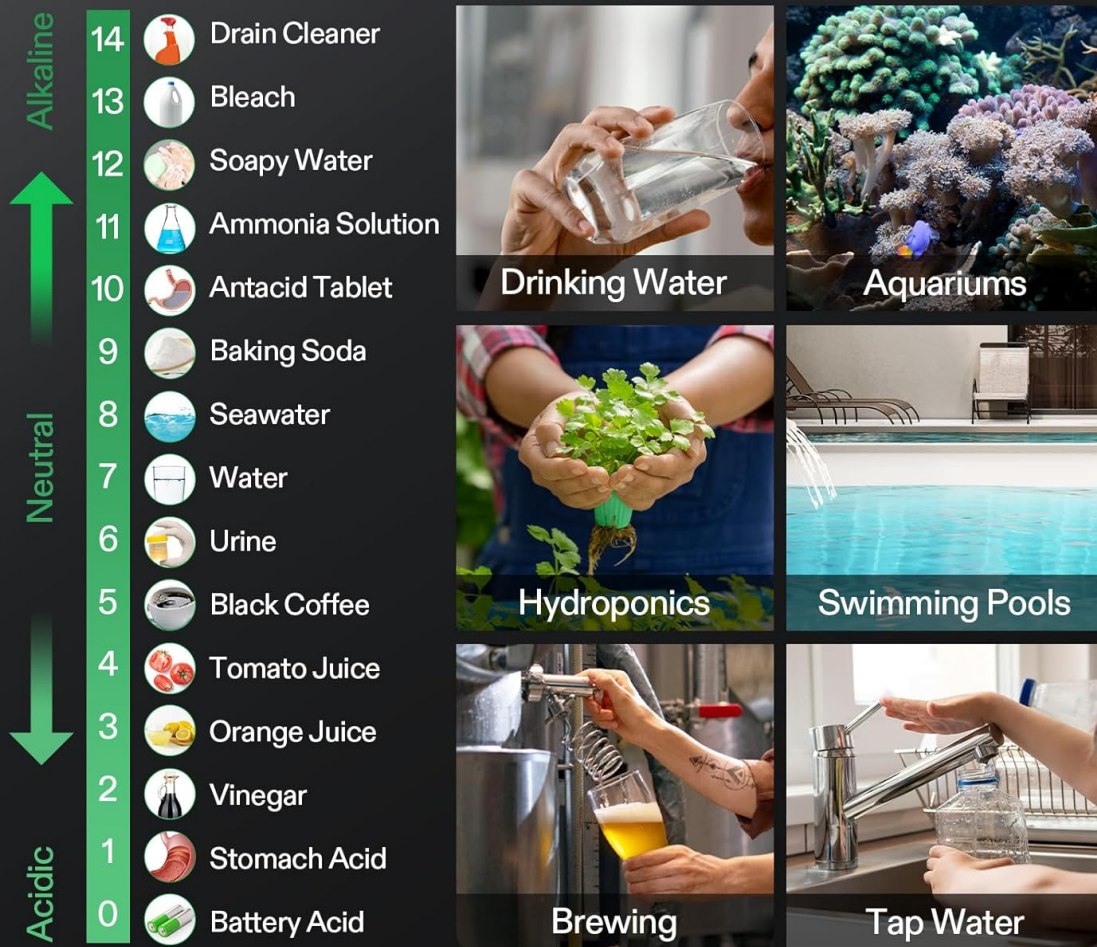 Alkaline
Neutral
Acidic
14 Drain Cleaner
13 Bleach
12 Soapy Water
11 Ammonia Solution
10 Antacid Tablet
9 Baking Soda
8 Seawater
7 Water
6 Urine
5 Black Coffee
4 Tomato Juice
3 Orange Juice
2 Vinegar
1 Stomach Acid
0 Battery Acid
Drinking Water
Aquariums
Hydroponics
Swimming Pools
Brewing
Tap Water